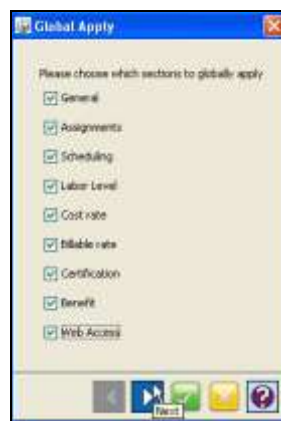 Global Apply
Please choose which sections to globally apply
General
Assignments
Scheduling
Labor Level
Cost rate
Billable rate
Certification
Benefit
Web Access
Next